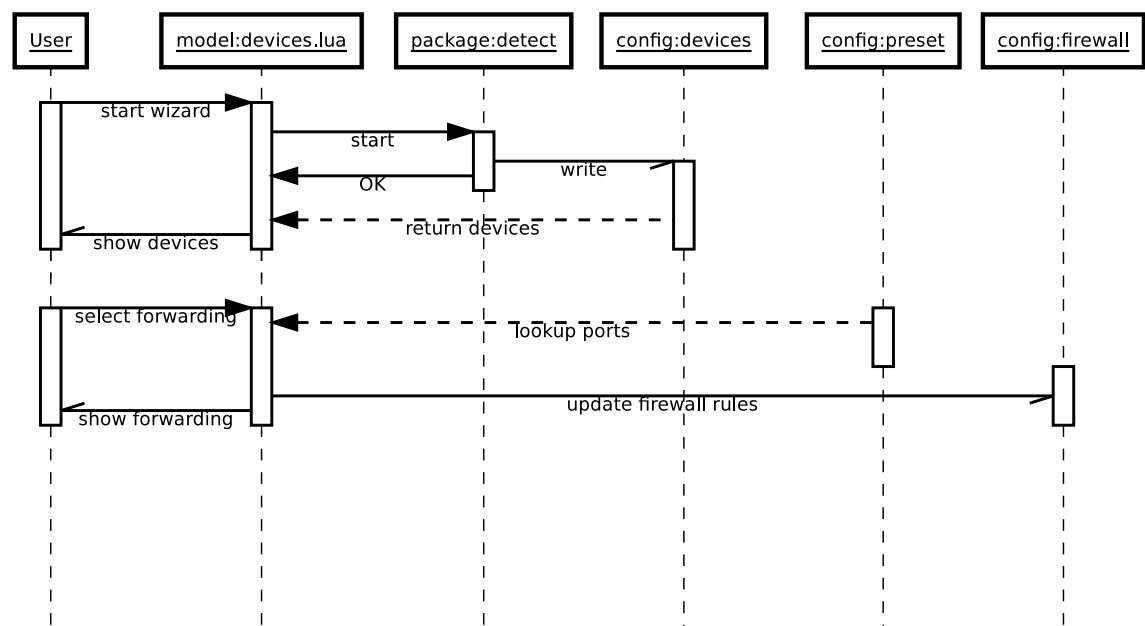 User
model:devices.lua
package:detect
config:devices
config:preset
config:firewall
start wizard
start
write
OK
return devices
show devices
select forwarding
lookup ports
update firewall rules
show forwarding